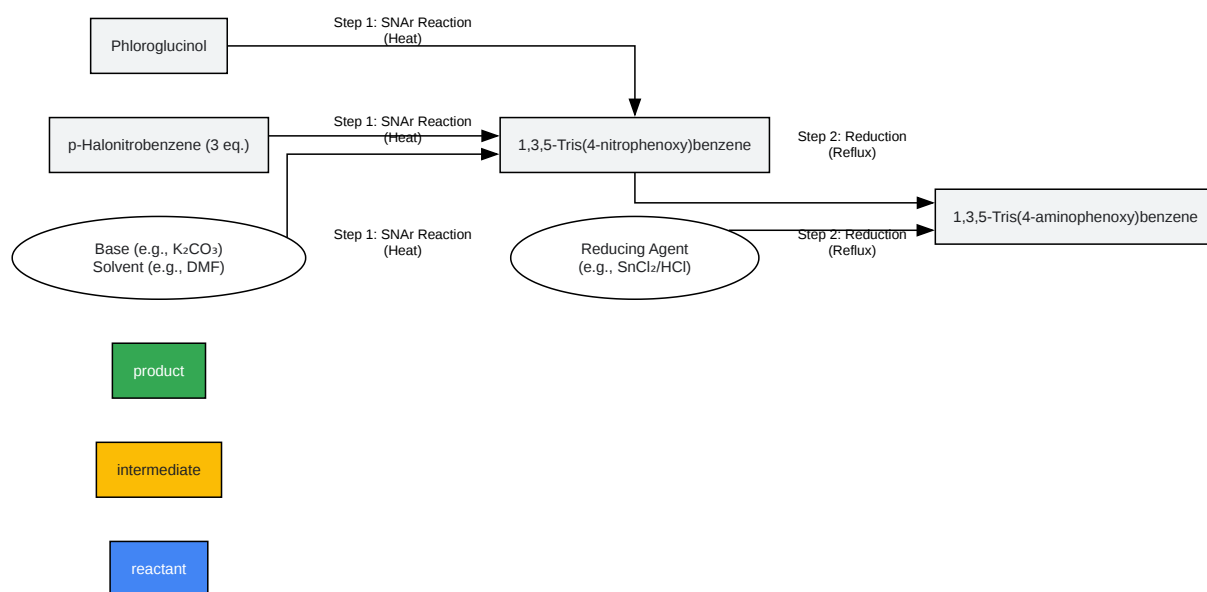 Step 1: SNAr Reaction
(Heat)
Phloroglucinol
Step 1: SNAr Reaction
(Heat)
p-Halonitrobenzene (3 eq.)
1,3,5-Tris(4-nitrophenoxy)benzene
Step 2: Reduction
(Reflux)
1,3,5-Tris(4-aminophenoxy)benzene
Base (e.g., K₂CO₃)
Solvent (e.g., DMF)
Step 1: SNAr Reaction
(Heat)
Reducing Agent
(e.g., SnCl₂/HCl)
Step 2: Reduction
(Reflux)
product
intermediate
reactant